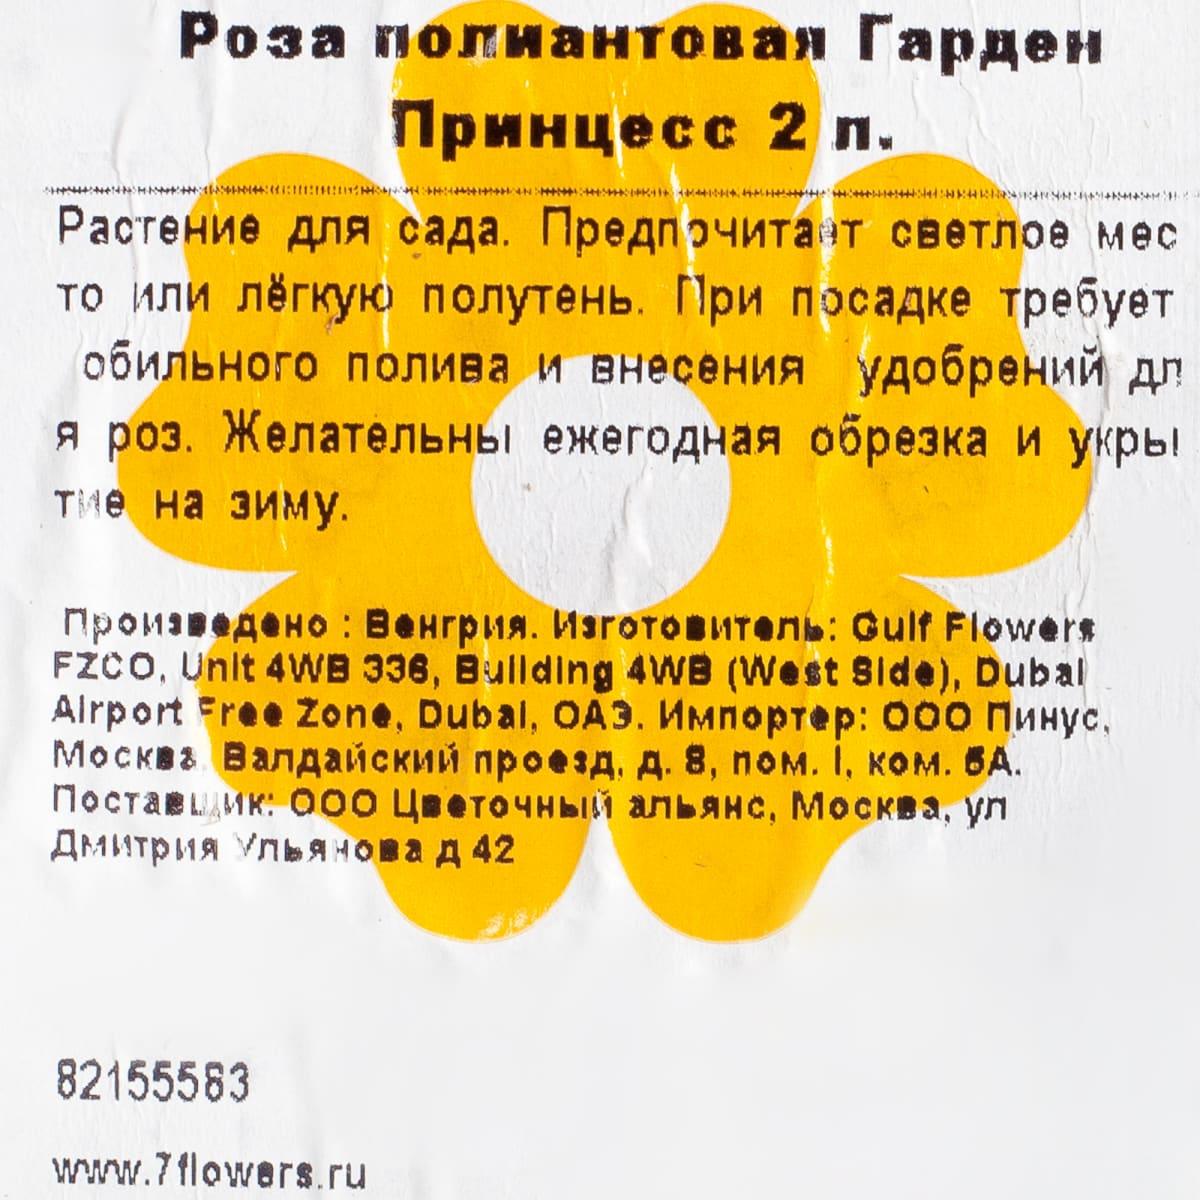 Роза полиантовая Гарден
Принцесс 2 л.
Растение для сада. Предпочитает светлое мес
то или лёгкую полутень. При посадке требует
обильного полива и внесения удобрений дл
я роз. Желательны ежегодная обрезка и укры
тие на зиму.
Произведено : Венгрия. Изготовитель: Gulf Flowers
FZCO, Unit 4WB 336, Building 4WB (West Side), Dubai
Airport Free Zone, Dubai, ОАЭ. Импортер: ООО Пинус,
Москва, Валдайский проезд, д. 8, пом. I, ком. 6А.
Поставщик: ООО Цветочный альянс, Москва, ул
Дмитрия Ульянова д 42
82155583
www.7flowers.ru